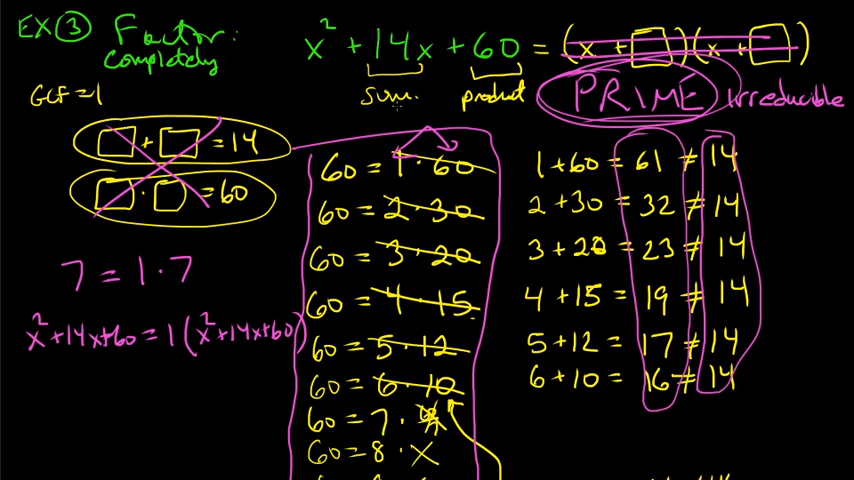 EX ③ Factor: x² + 14x + 60 = (x + □)(x + □)
Completely
GCF = 1
sum. product PRIME Irreducible
□ + □ = 14
□ · □ = 60
7 = 1 · 7
x² + 14x + 60 = 1(x² + 14x + 60)
60 = 1 · 60
60 = 2 · 30
60 = 3 · 20
60 = 4 · 15
60 = 5 · 12
60 = 6 · 10
60 = 7 ·
60 = 8 · X
1 + 60 = 61 ≠ 14
2 + 30 = 32 ≠ 14
3 + 20 = 23 ≠ 14
4 + 15 = 19 ≠ 14
5 + 12 = 17 ≠ 14
6 + 10 = 16 ≠ 14